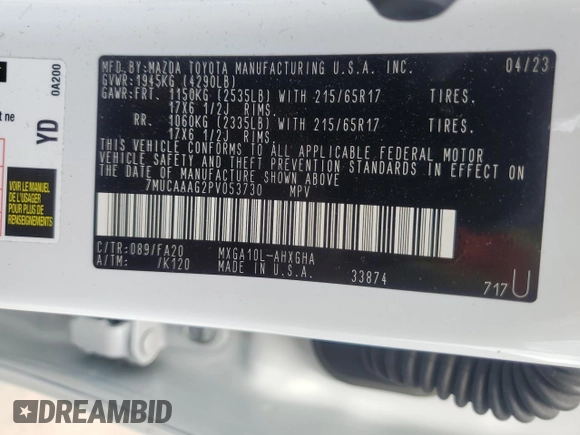 MFD.BY:MAZDA TOYOTA MANUFACTURING U.S.A. INC. 04/23
GVWR:1945KG (4290LB)
GAWR:FRT. 1150KG (2535LB) WITH 215/65R17 TIRES.
17X6 1/2J RIMS.
RR. 1060KG (2335LB) WITH 215/65R17 TIRES.
17X6 1/2J RIMS.
THIS VEHICLE CONFORMS TO ALL APPLICABLE FEDERAL MOTOR
VEHICLE SAFETY AND THEFT PREVENTION STANDARDS IN EFFECT ON
THE DATE OF MANUFACTURE SHOWN ABOVE.
7MUCAAAG2PV053730 MPV
C/TR:089/FA20 MXGA10L-AHXGHA
A/TM: /K120 MADE IN U.S.A. 33874
717U
0A200
YD
t ne
VOIR LE MANUEL
DE L'USAGER
POUR PLUS DE
RENSEIGNEMENTS
DREAMBID